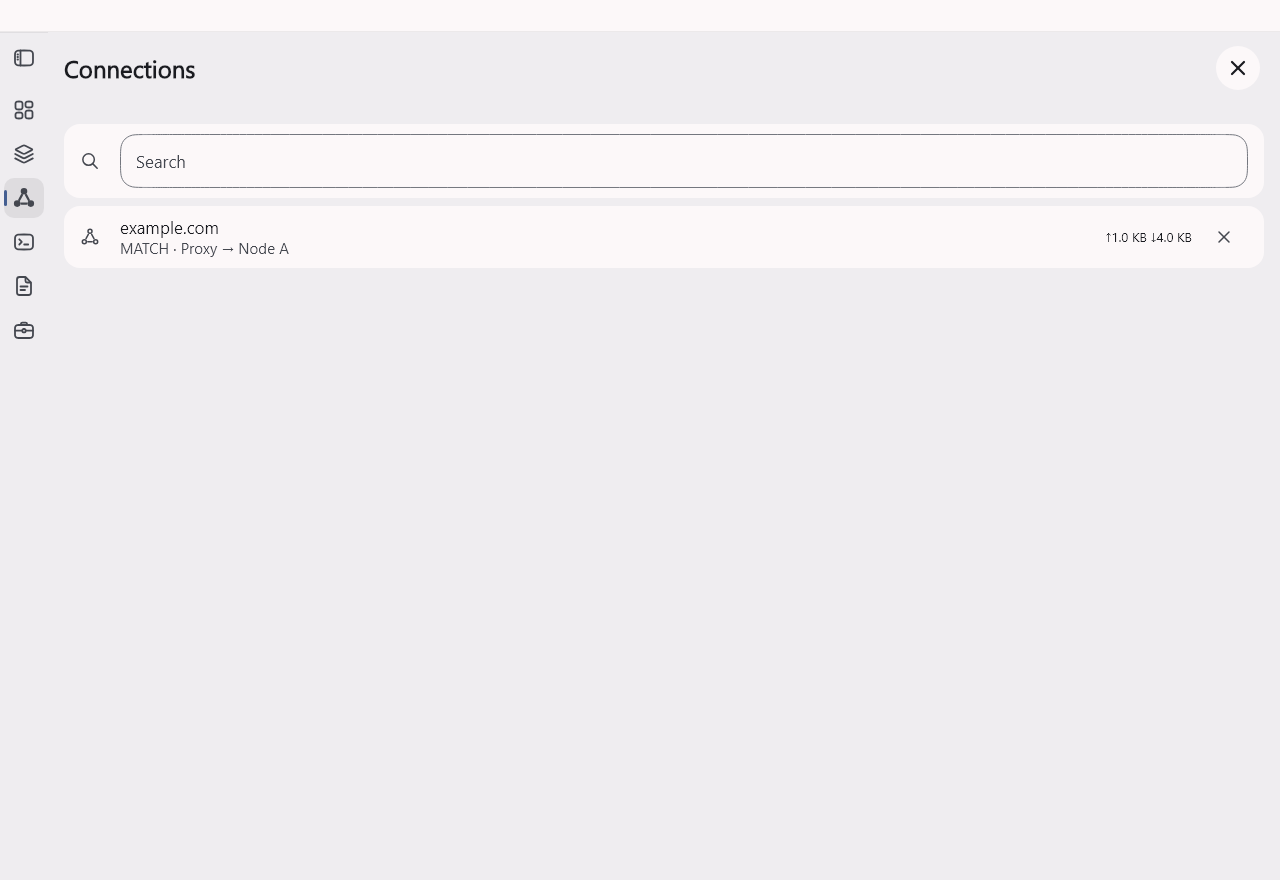 Connections
Search
example.com
MATCH · Proxy → Node A
↑1.0 KB ↓4.0 KB